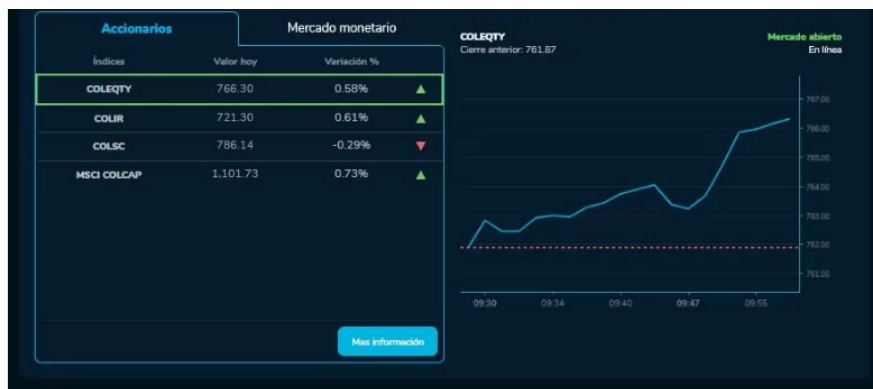 Accionarios
Mercado monetario
Índices Valor hoy Variación %
COLEQTY 766.30 0.58% ▲
COLIR 721.30 0.61% ▲
COLSC 786.14 -0.29% ▼
MSCI COLCAP 1,101.73 0.73% ▲
Mas información
COLEQTY
Cierre anterior: 761.87
Mercado abierto
En línea
767.00
766.00
765.00
764.00
763.00
762.00
761.00
09:30 09:34 09:40 09:47 09:55